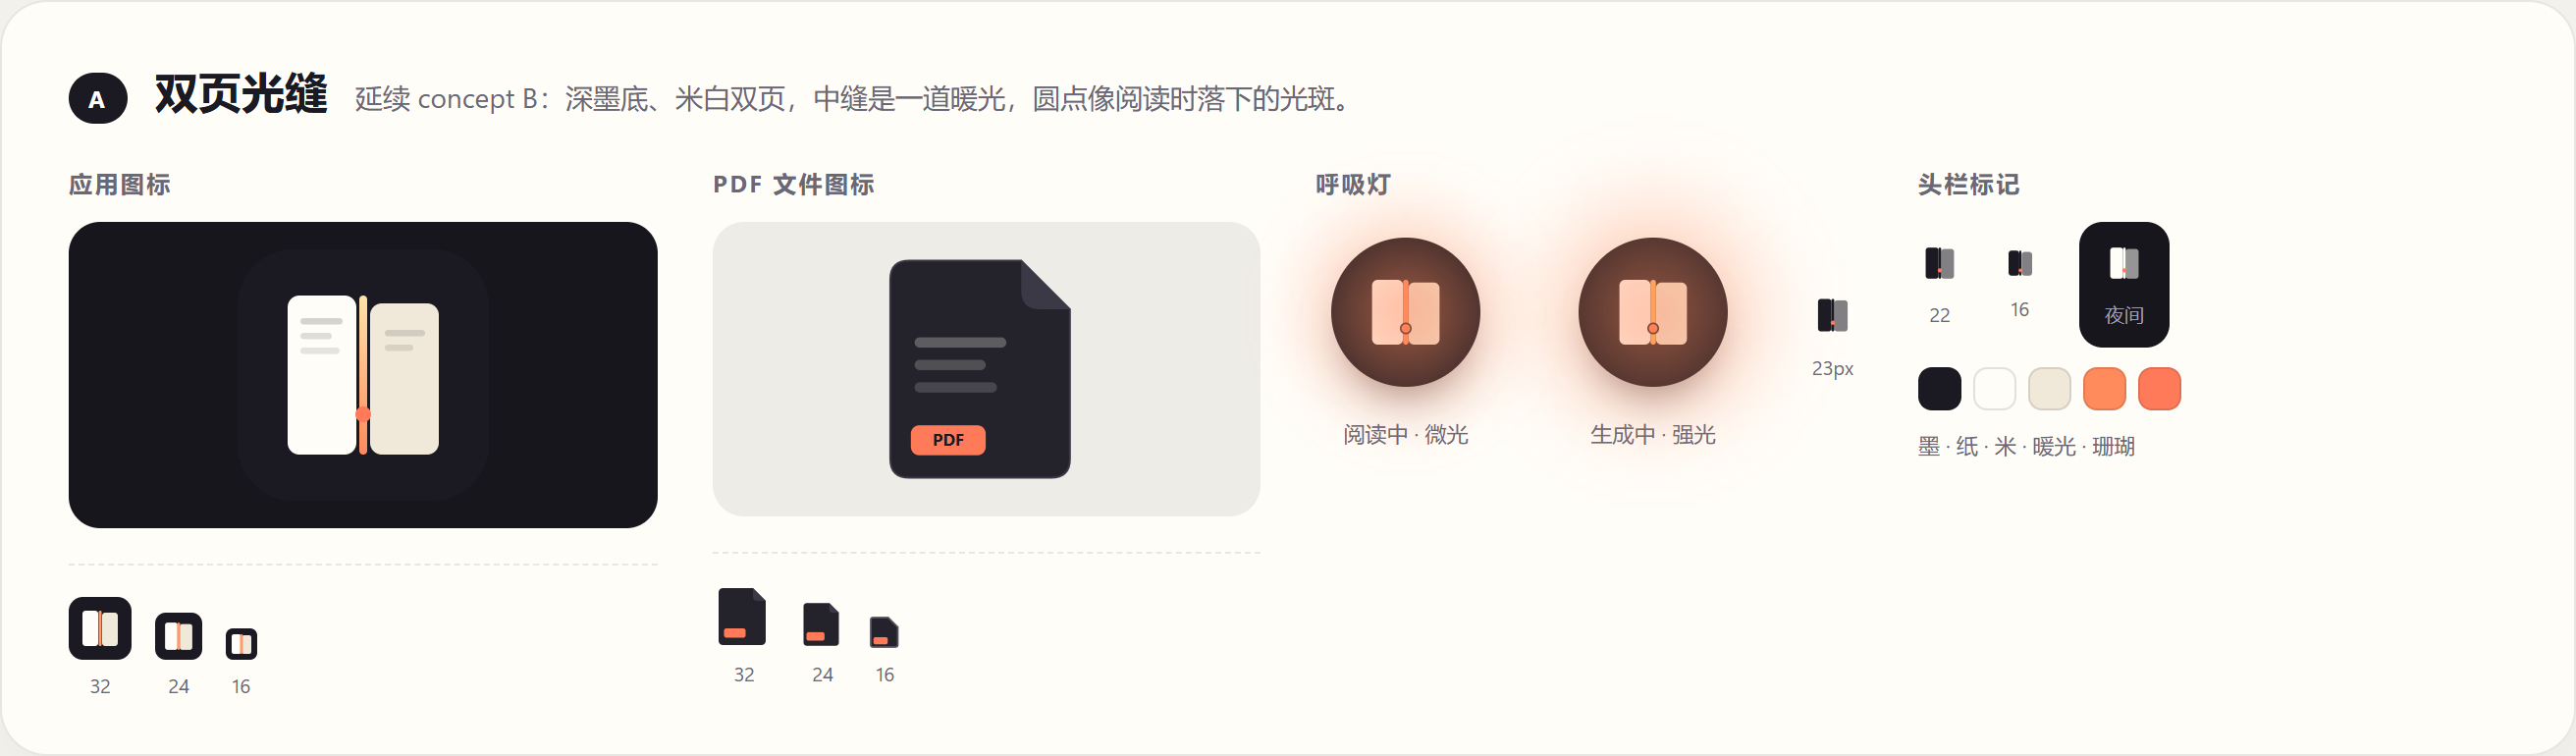 A 双页光缝 延续 concept B：深墨底、米白双页，中缝是一道暖光，圆点像阅读时落下的光斑。
应用图标
32 24 16
PDF 文件图标
PDF
32 24 16
呼吸灯
阅读中 · 微光
生成中 · 强光
23px
头栏标记
22 16 夜间
墨 · 纸 · 米 · 暖光 · 珊瑚